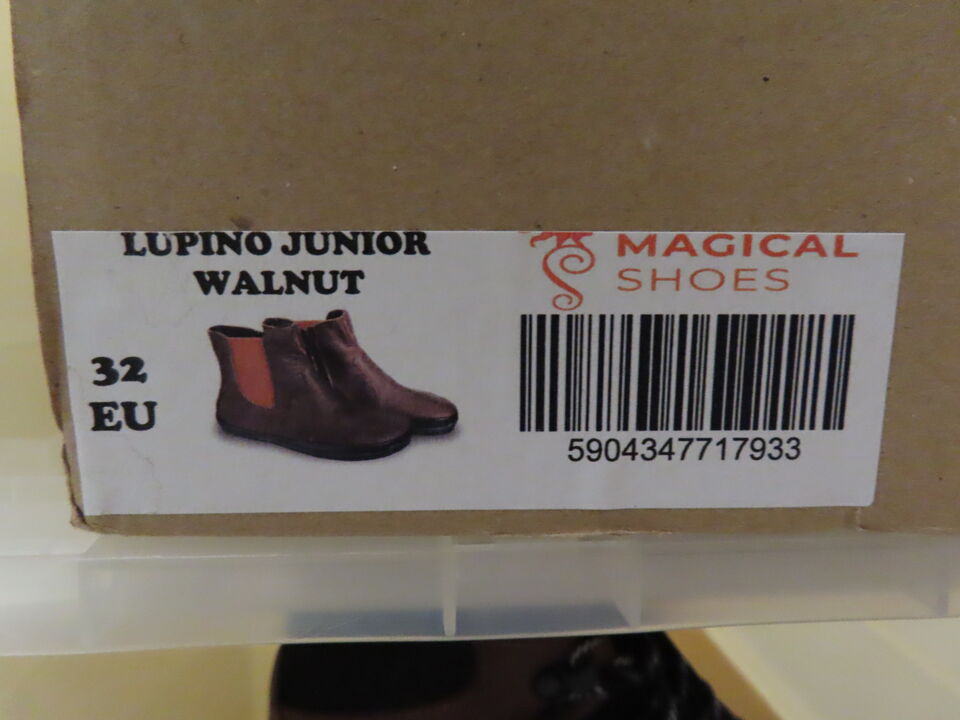 LUPINO JUNIOR
WALNUT
32
EU
MAGICAL
SHOES
5904347717933